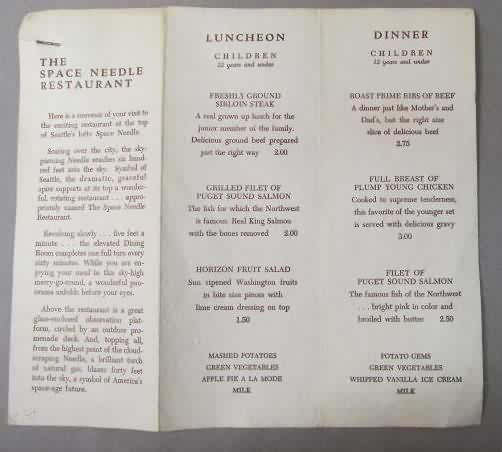 THE
SPACE NEEDLE
RESTAURANT
Here is a souvenir of your visit to
the exciting restaurant at the top
of Seattle's lofty Space Needle.
Soaring over the city, the sky-
piercing Needle reaches six hund-
red feet into the sky. Symbol of
Seattle, the dramatic, graceful
spire supports at its top a wonder-
ful, rotating restaurant . . . appro-
priately named The Space Needle
Restaurant.
Revolving slowly . . . five feet a
minute . . . the elevated Dining
Room completes one full turn every
sixty minutes. While you are en-
joying your meal in this sky-high
merry-go-round, a wonderful pan-
orama unfolds before your eyes.
Above the restaurant is a great
glass-enclosed observation plat-
form, circled by an outdoor pro-
menade deck. And, topping all,
from the highest point of the cloud-
scraping Needle, a brilliant torch
of natural gas, blazes forty feet
into the sky, a symbol of America's
space-age future.
LUNCHEON
CHILDREN
12 years and under
FRESHLY GROUND
SIRLOIN STEAK
A real grown up lunch for the
junior member of the family.
Delicious ground beef prepared
just the right way 2.00
GRILLED FILET OF
PUGET SOUND SALMON
The fish for which the Northwest
is famous. Real King Salmon
with the bones removed 2.00
HORIZON FRUIT SALAD
Sun ripened Washington fruits
in bite size pieces with
lime cream dressing on top
1.50
MASHED POTATOES
GREEN VEGETABLES
APPLE PIE A LA MODE
MILK
DINNER
CHILDREN
12 years and under
ROAST PRIME RIBS OF BEEF
A dinner just like Mother's and
Dad's, but the right size
slice of delicious beef
3.75
FULL BREAST OF
PLUMP YOUNG CHICKEN
Cooked to supreme tenderness,
this favorite of the younger set
is served with delicious gravy
3.00
FILET OF
PUGET SOUND SALMON
The famous fish of the Northwest
. . . bright pink in color and
broiled with butter 2.50
POTATO GEMS
GREEN VEGETABLES
WHIPPED VANILLA ICE CREAM
MILK